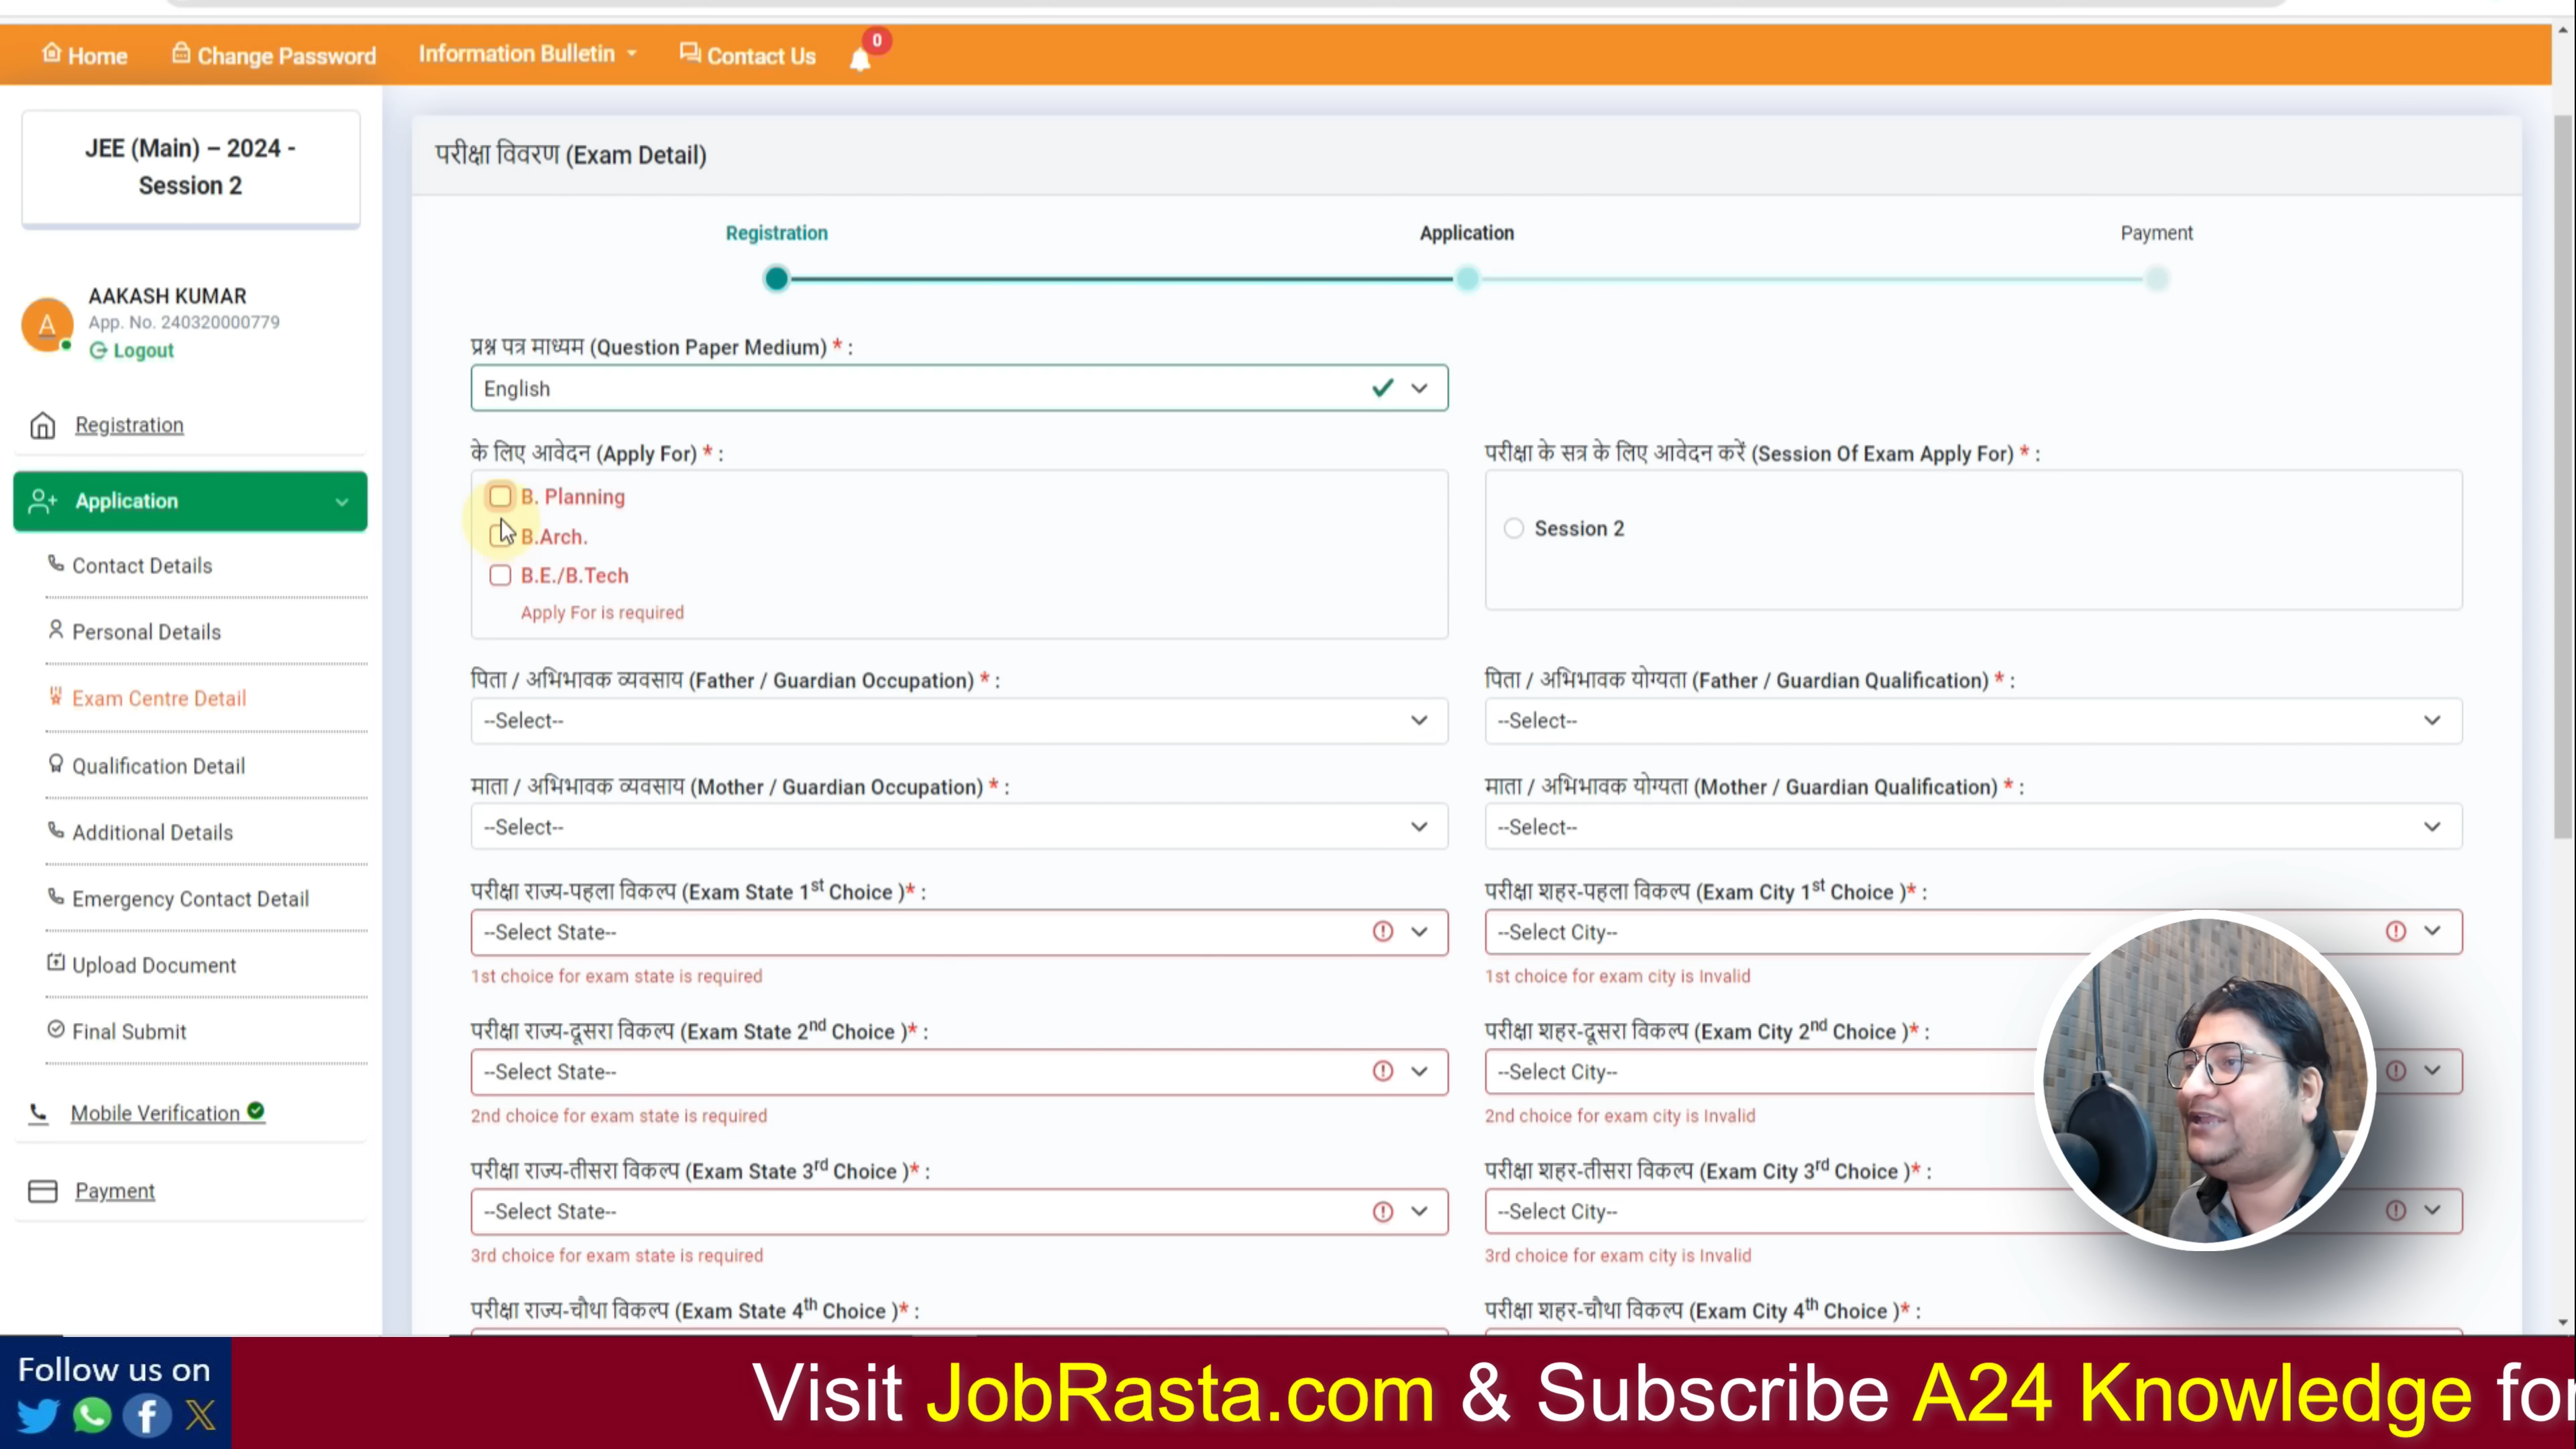 Home Change Password Information Bulletin Contact Us 0
JEE (Main) – 2024 -
Session 2
AAKASH KUMAR
A
App. No. 240320000779
Logout
Registration
Application
Contact Details
Personal Details
Exam Centre Detail
Qualification Detail
Additional Details
Emergency Contact Detail
Upload Document
Final Submit
Mobile Verification
Payment
परीक्षा विवरण (Exam Detail)
Registration Application Payment
प्रश्न पत्र माध्यम (Question Paper Medium) * :
English
के लिए आवेदन (Apply For) * :
B. Planning
B.Arch.
B.E./B.Tech
Apply For is required
परीक्षा के सत्र के लिए आवेदन करें (Session Of Exam Apply For) * :
Session 2
पिता / अभिभावक व्यवसाय (Father / Guardian Occupation) * :
--Select--
पिता / अभिभावक योग्यता (Father / Guardian Qualification) * :
--Select--
माता / अभिभावक व्यवसाय (Mother / Guardian Occupation) * :
--Select--
माता / अभिभावक योग्यता (Mother / Guardian Qualification) * :
--Select--
परीक्षा राज्य-पहला विकल्प (Exam State 1st Choice )* :
--Select State--
1st choice for exam state is required
परीक्षा शहर-पहला विकल्प (Exam City 1st Choice )* :
--Select City--
1st choice for exam city is Invalid
परीक्षा राज्य-दूसरा विकल्प (Exam State 2nd Choice )* :
--Select State--
2nd choice for exam state is required
परीक्षा शहर-दूसरा विकल्प (Exam City 2nd Choice )* :
--Select City--
2nd choice for exam city is Invalid
परीक्षा राज्य-तीसरा विकल्प (Exam State 3rd Choice )* :
--Select State--
3rd choice for exam state is required
परीक्षा शहर-तीसरा विकल्प (Exam City 3rd Choice )* :
--Select City--
3rd choice for exam city is Invalid
परीक्षा राज्य-चौथा विकल्प (Exam State 4th Choice )* :
परीक्षा शहर-चौथा विकल्प (Exam City 4th Choice )* :
Follow us on
Visit JobRasta.com & Subscribe A24 Knowledge for